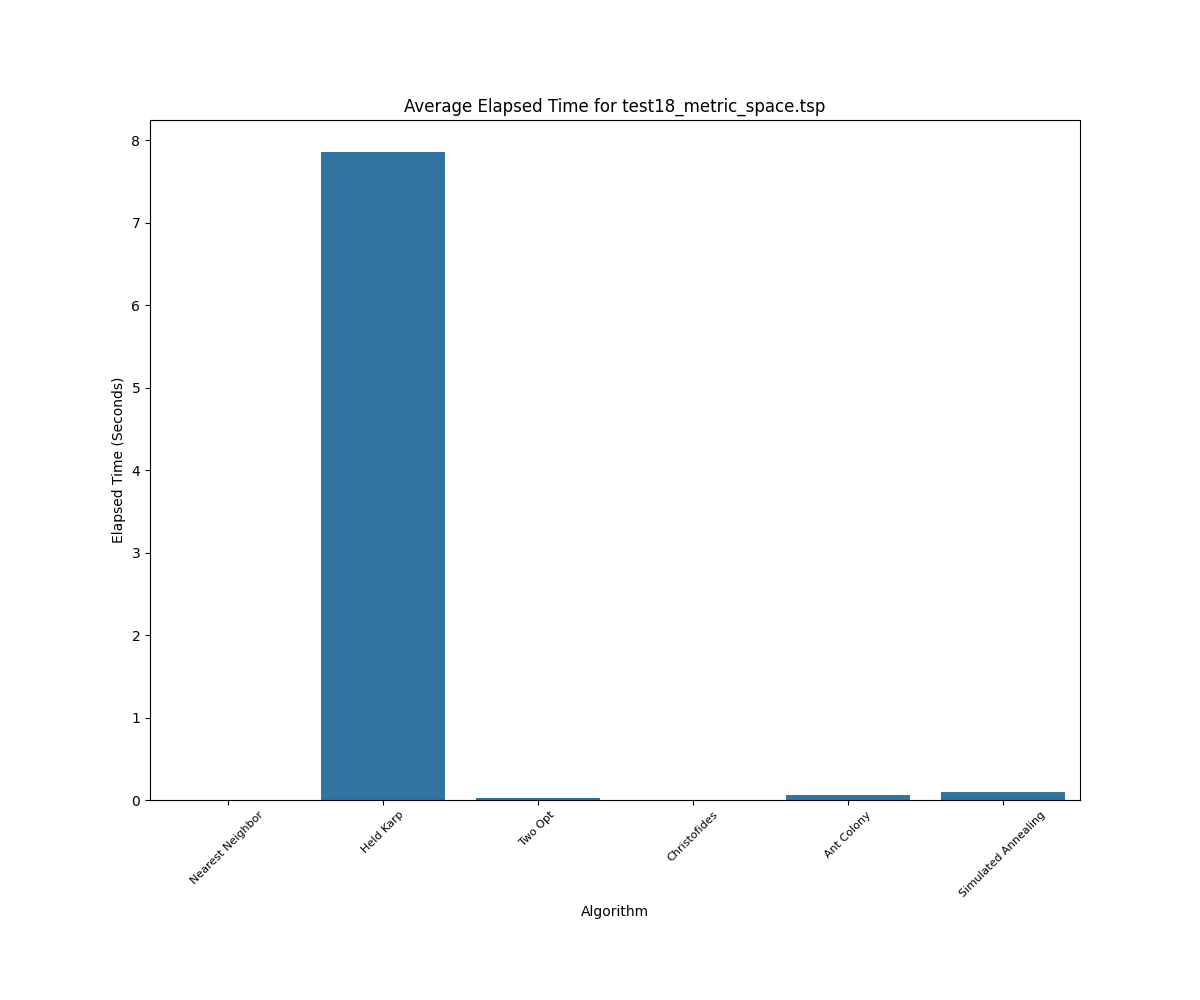 Average Elapsed Time for test18_metric_space.tsp
8
7
6
5
4
3
2
1
0
Elapsed Time (Seconds)
Nearest Neighbor
Held Karp
Two Opt
Christofides
Ant Colony
Simulated Annealing
Algorithm